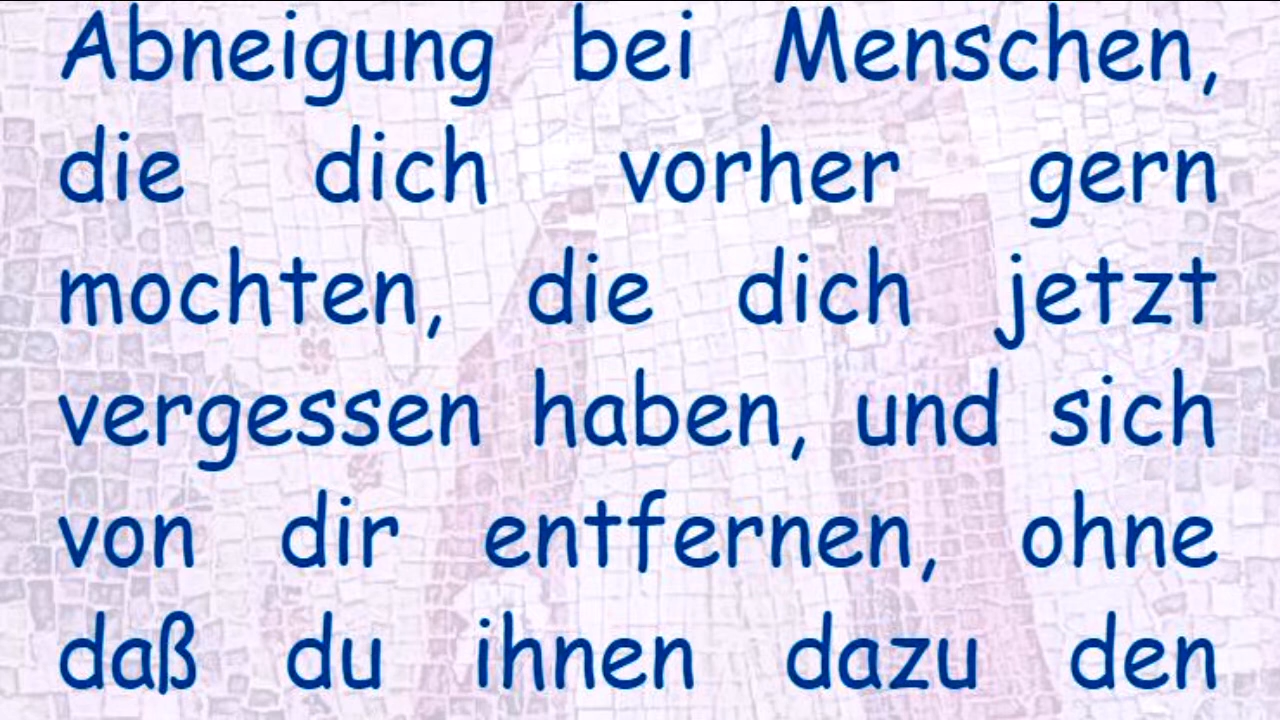 Abneigung bei Menschen,
die dich vorher gern
mochten, die dich jetzt
vergessen haben, und sich
von dir entfernen, ohne
daß du ihnen dazu den